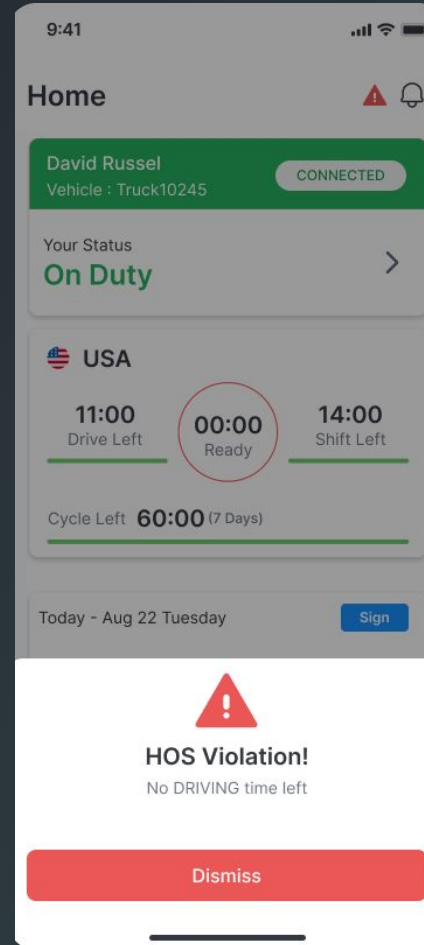 9:41
Home
David Russel
CONNECTED
Vehicle : Truck10245
Your Status
On Duty
USA
11:00
Drive Left
00:00
Ready
14:00
Shift Left
Cycle Left 60:00 (7 Days)
Today - Aug 22 Tuesday
Sign
HOS Violation!
No DRIVING time left
Dismiss